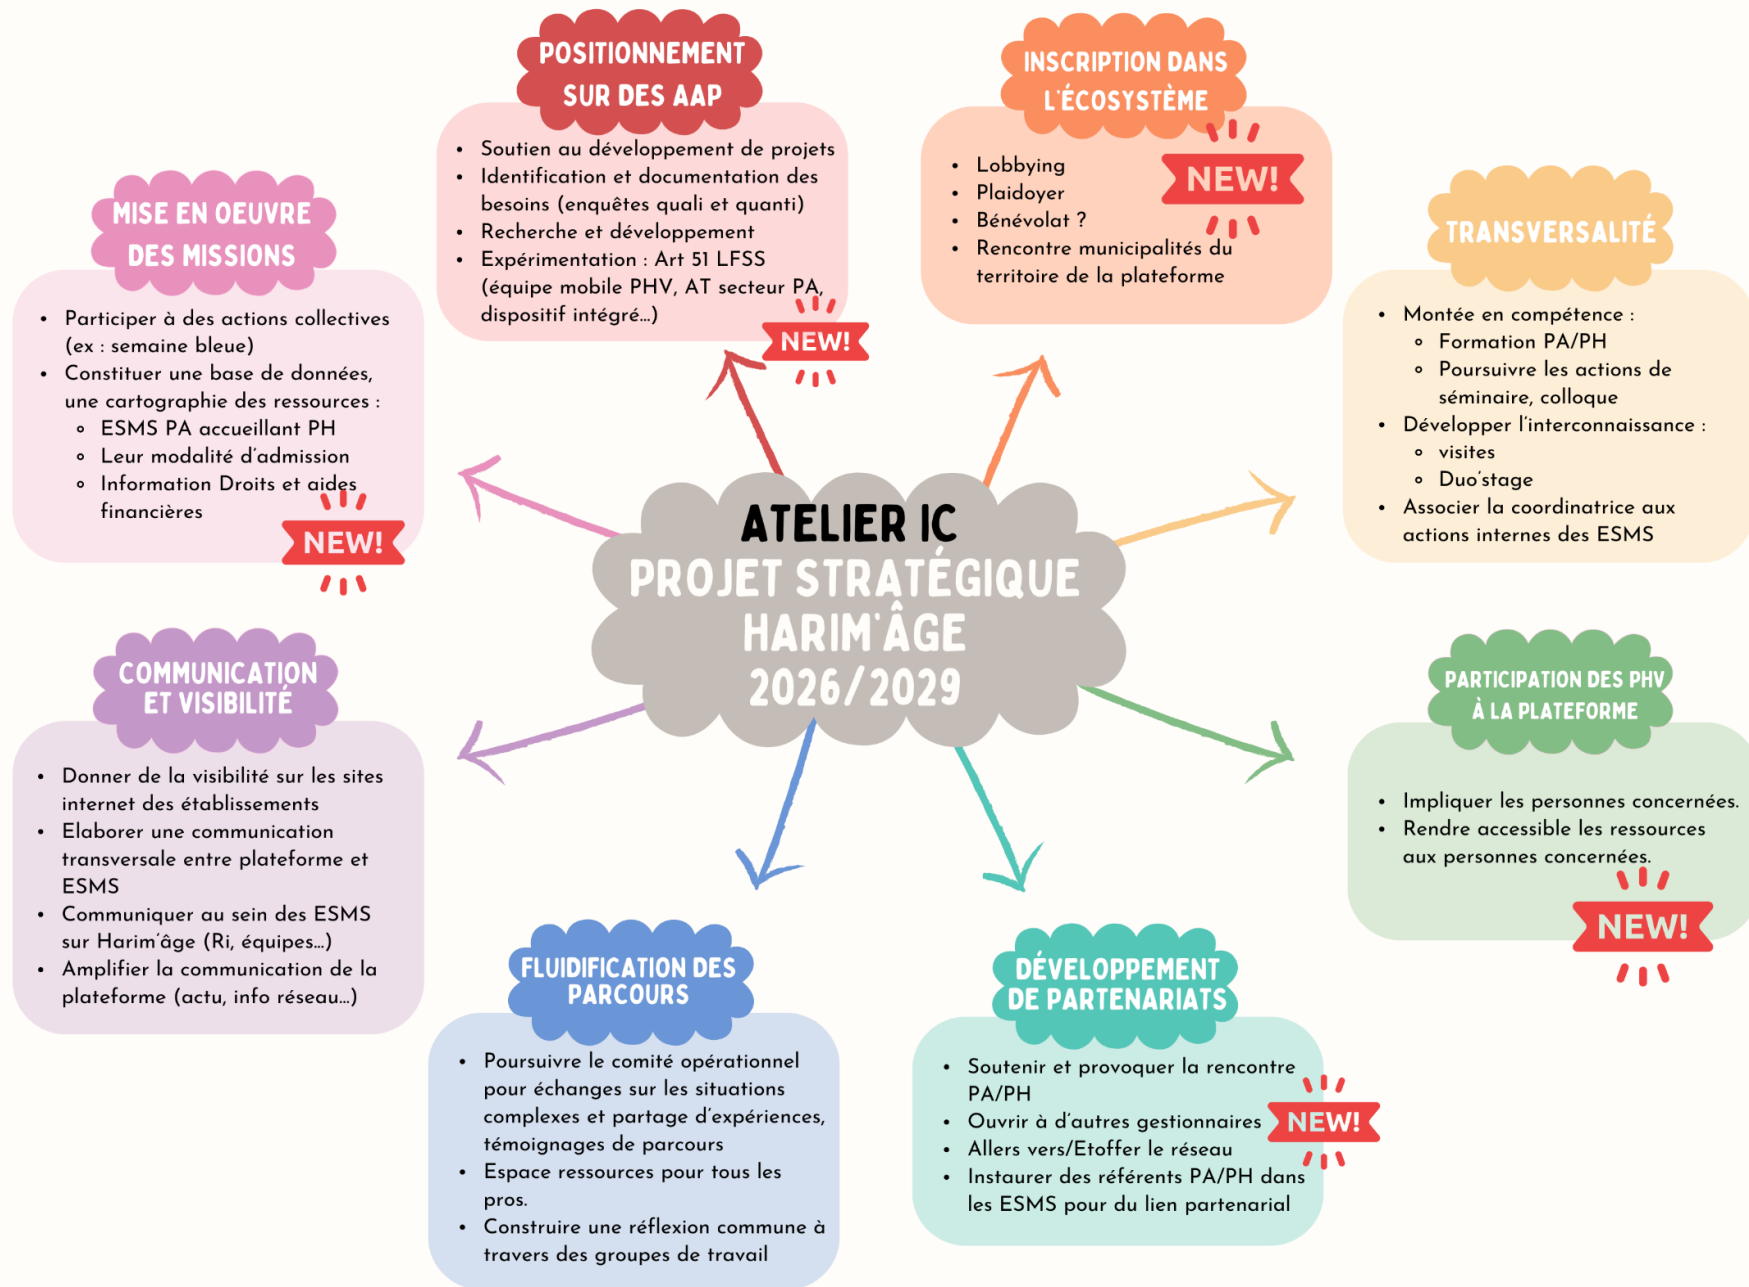 POSITIONNEMENT
SUR DES AAP
• Soutien au développement de projets
• Identification et documentation des
besoins (enquêtes quali et quanti)
• Recherche et développement
• Expérimentation : Art 51 LFSS
(équipe mobile PHV, AT secteur PA,
dispositif intégré...)
NEW!
INSCRIPTION DANS
L'ÉCOSYSTÈME
• Lobbying
• Plaidoyer
• Bénévolat ?
• Rencontre municipalités du
territoire de la plateforme
NEW!
MISE EN OEUVRE
DES MISSIONS
• Participer à des actions collectives
(ex : semaine bleue)
• Constituer une base de données,
une cartographie des ressources :
◦ ESMS PA accueillant PH
◦ Leur modalité d'admission
◦ Information Droits et aides
financières
NEW!
TRANSVERSALITÉ
• Montée en compétence :
◦ Formation PA/PH
◦ Poursuivre les actions de
séminaire, colloque
• Développer l'interconnaissance :
◦ visites
◦ Duo'stage
• Associer la coordinatrice aux
actions internes des ESMS
ATELIER IC
PROJET STRATÉGIQUE
HARIM'ÂGE
2026/2029
COMMUNICATION
ET VISIBILITÉ
• Donner de la visibilité sur les sites
internet des établissements
• Elaborer une communication
transversale entre plateforme et
ESMS
• Communiquer au sein des ESMS
sur Harim'âge (Ri, équipes...)
• Amplifier la communication de la
plateforme (actu, info réseau...)
PARTICIPATION DES PHV
À LA PLATEFORME
• Impliquer les personnes concernées.
• Rendre accessible les ressources
aux personnes concernées.
NEW!
FLUIDIFICATION DES
PARCOURS
• Poursuivre le comité opérationnel
pour échanges sur les situations
complexes et partage d'expériences,
témoignages de parcours
• Espace ressources pour tous les
pros.
• Construire une réflexion commune à
travers des groupes de travail
DÉVELOPPEMENT
DE PARTENARIATS
• Soutenir et provoquer la rencontre
PA/PH
• Ouvrir à d'autres gestionnaires
• Allers vers/Etoffer le réseau
• Instaurer des référents PA/PH dans
les ESMS pour du lien partenarial
NEW!